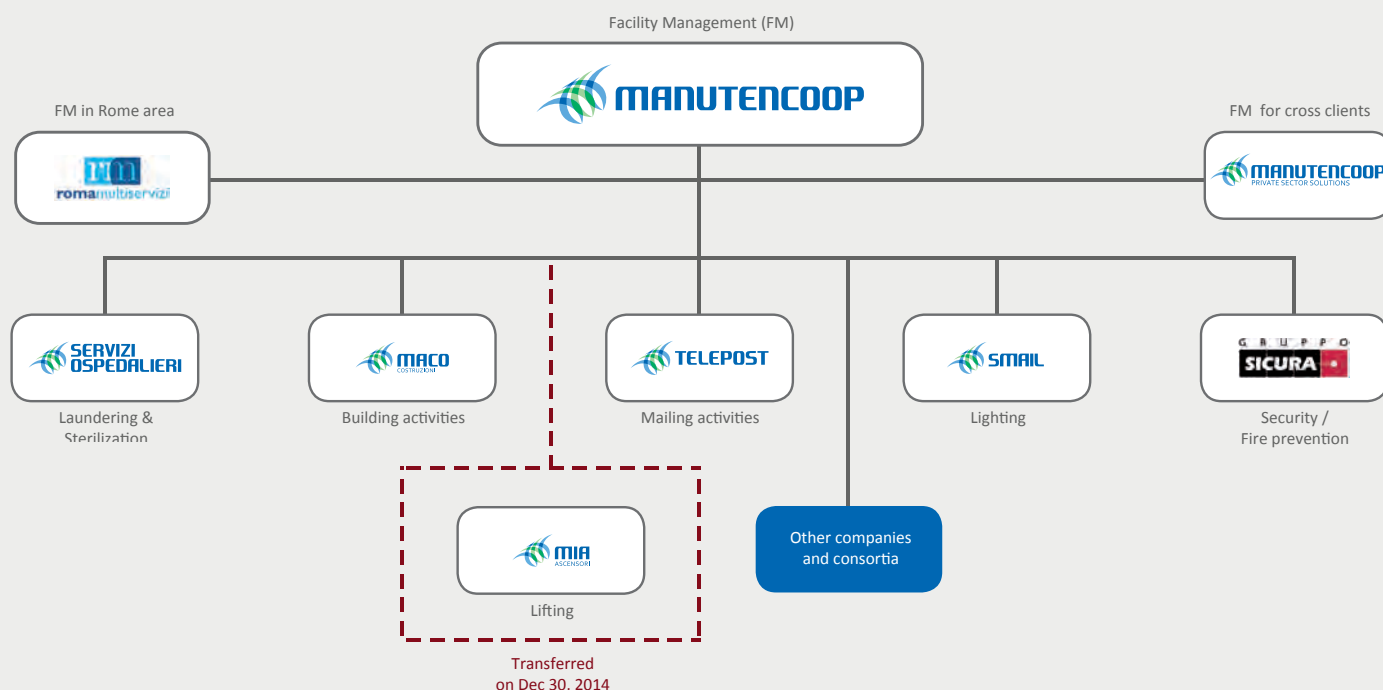 Facility Management (FM)
MANUTENCOOP
FM in Rome area
rm
romamultiservizi
FM for cross clients
MANUTENCOOP
PRIVATE SECTOR SOLUTIONS
SERVIZI
OSPEDALIERI
Laundering &
Sterilization
MACO
COSTRUZIONI
Building activities
TELEPOST
Mailing activities
SMAIL
Lighting
GRUPPO
SICURA
Security /
Fire prevention
MIA
ASCENSORI
Lifting
Other companies
and consortia
Transferred
on Dec 30, 2014